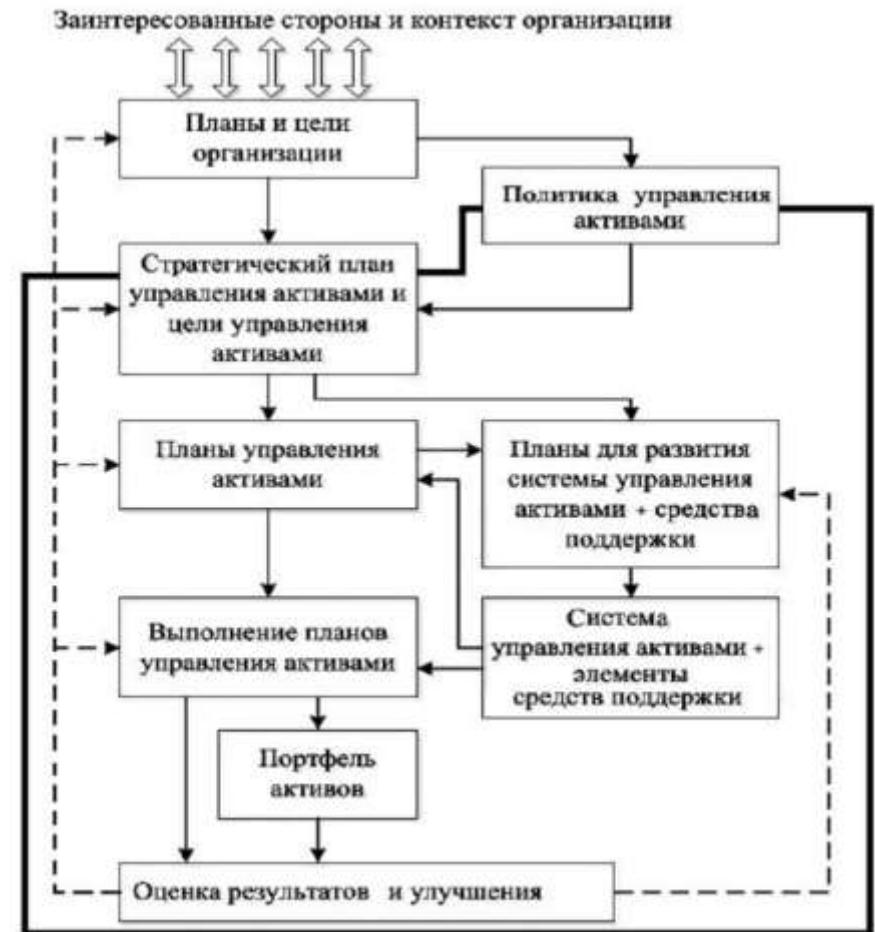 Заинтересованные стороны и контекст организации
Планы и цели
организации
Политика управления
активами
Стратегический план
управления активами и
цели управления
активами
Планы управления
активами
Планы для развития
системы управления
активами + средства
поддержки
Выполнение планов
управления активами
Система
управления активами +
элементы
средств поддержки
Портфель
активов
Оценка результатов и улучшения